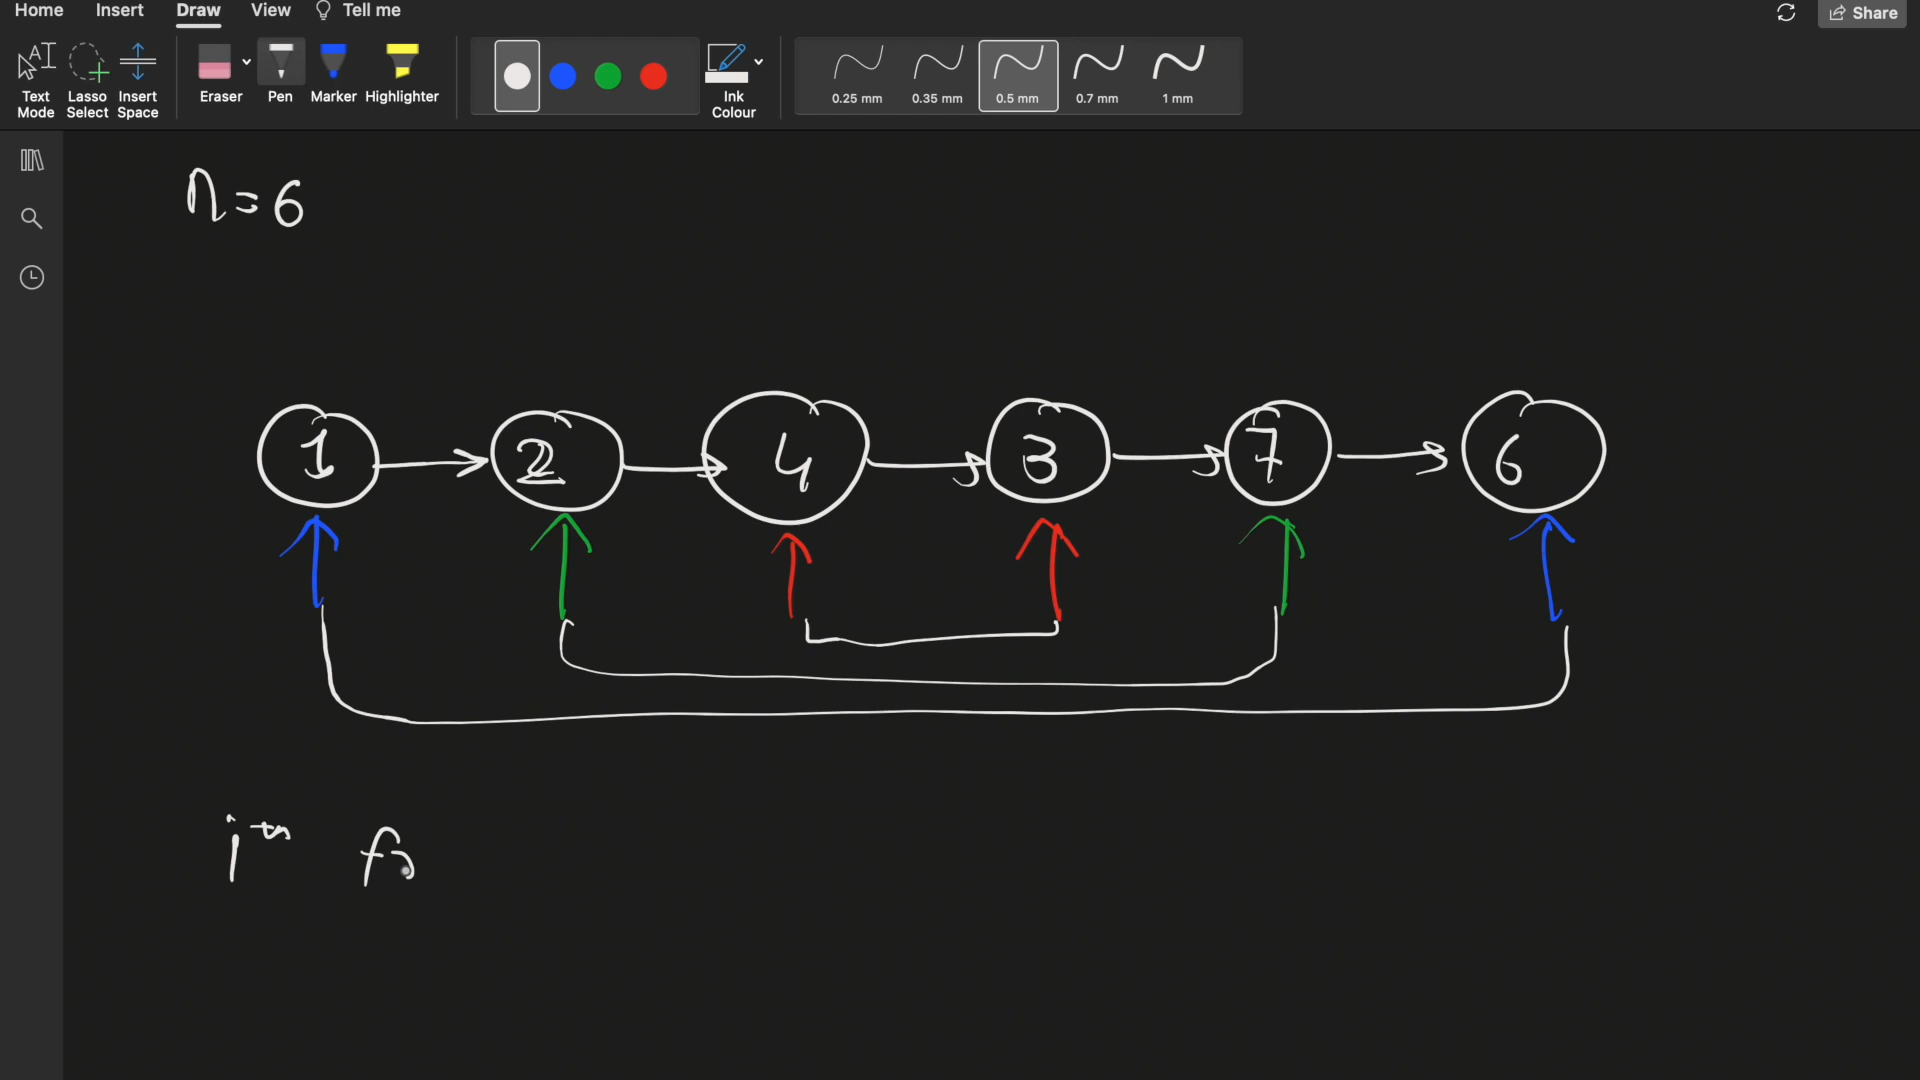 Home Insert Draw View Tell me Share
Text Mode Lasso Select Insert Space Eraser Pen Marker Highlighter Ink Colour 0.25 mm 0.35 mm 0.5 mm 0.7 mm 1 mm
n=6
1 2 4 3 7 6
ith